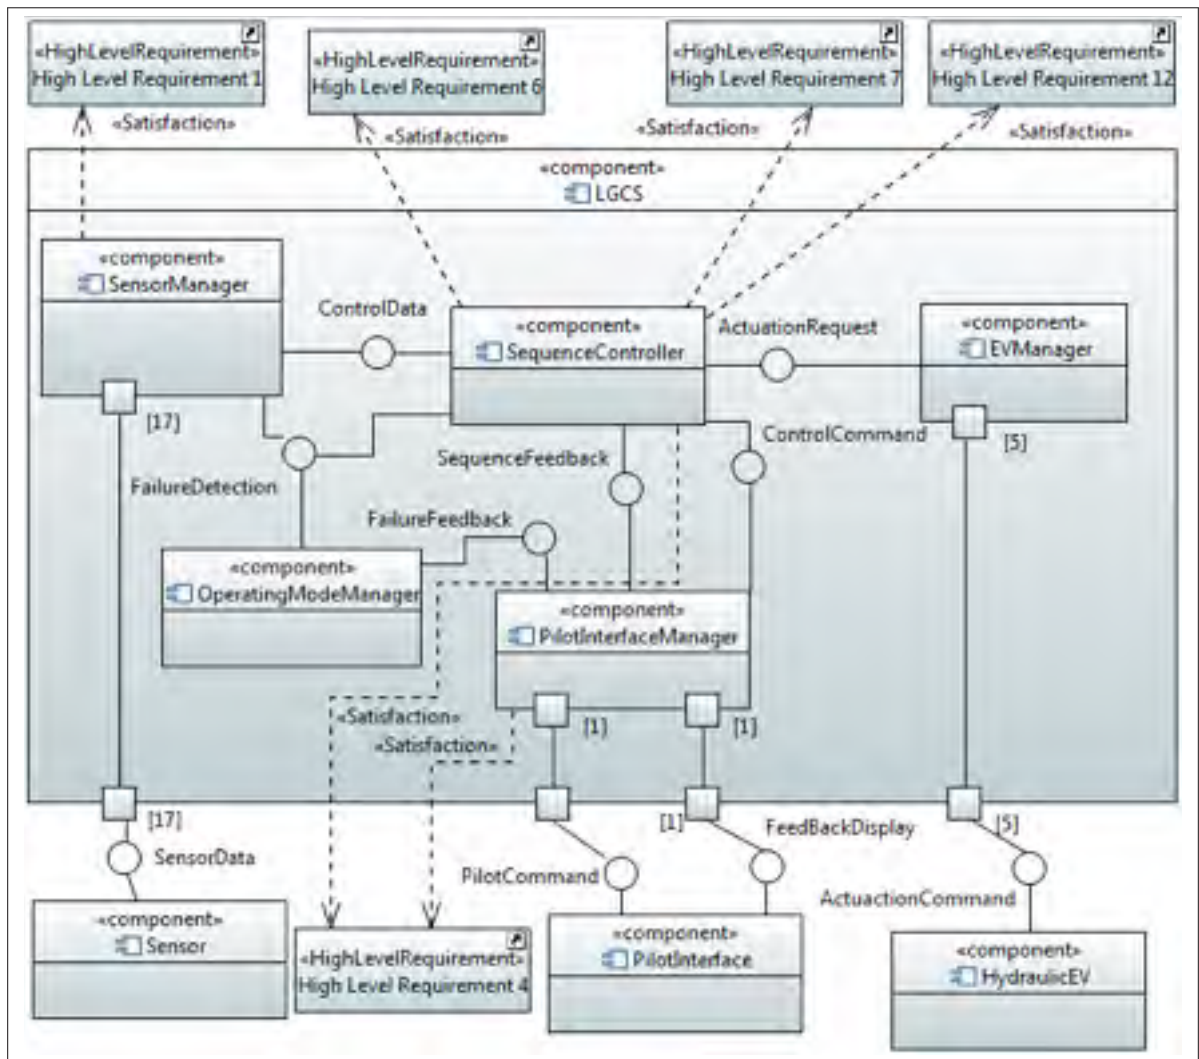 «HighLevelRequirement»
High Level Requirement 1
«HighLevelRequirement»
High Level Requirement 6
«HighLevelRequirement»
High Level Requirement 7
«HighLevelRequirement»
High Level Requirement 12
«Satisfaction»
«Satisfaction»
«Satisfaction»
«Satisfaction»
«component»
LGCS
«component»
SensorManager
ControlData
«component»
SequenceController
ActuationRequest
«component»
EVManager
[17]
[5]
ControlCommand
SequenceFeedback
FailureDetection
FailureFeedback
«component»
OperatingModeManager
«component»
PilotInterfaceManager
«Satisfaction»
«Satisfaction»
[1]
[1]
[17]
[1]
[5]
FeedBackDisplay
SensorData
PilotCommand
ActuactionCommand
«component»
Sensor
«HighLevelRequirement»
High Level Requirement 4
«component»
PilotInterface
«component»
HydraulicEV